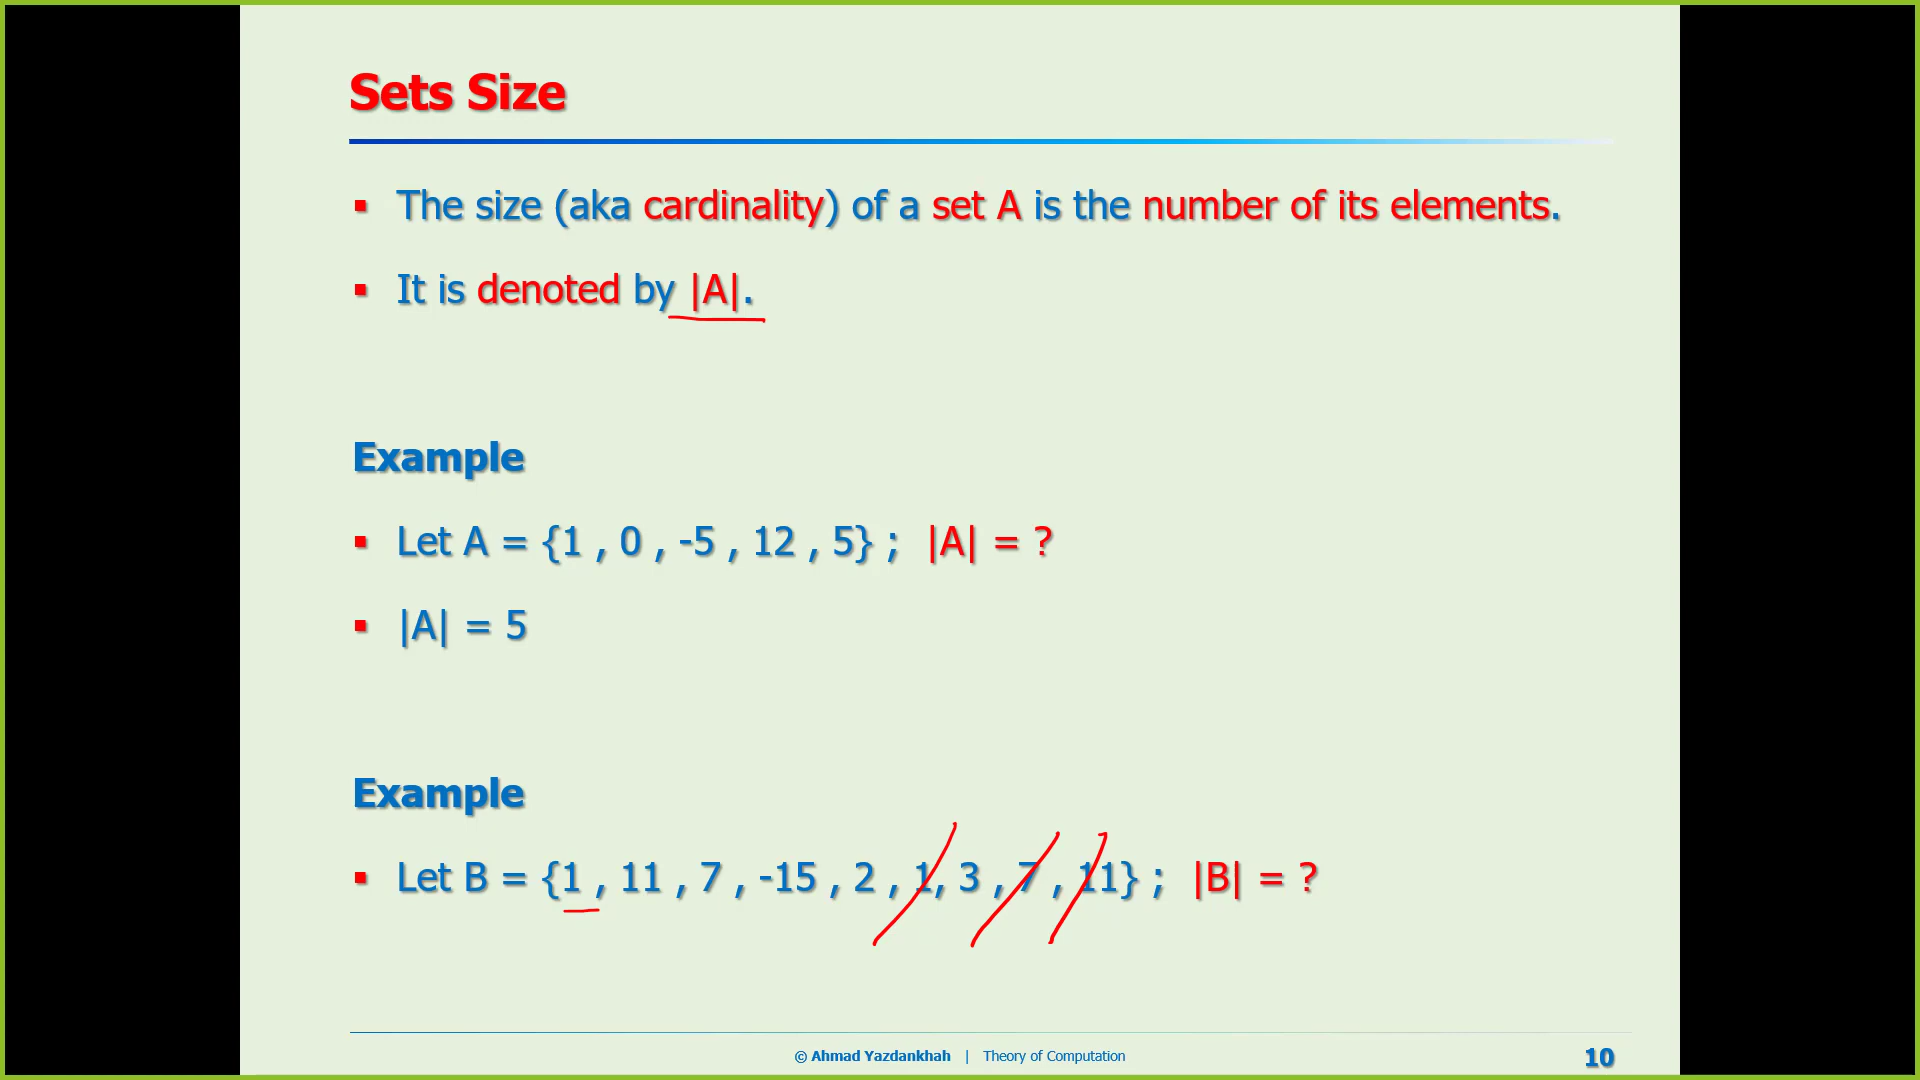 Sets Size
▪ The size (aka cardinality) of a set A is the number of its elements.
▪ It is denoted by |A|.
Example
▪ Let A = {1 , 0 , -5 , 12 , 5} ; |A| = ?
▪ |A| = 5
Example
▪ Let B = {1 , 11 , 7 , -15 , 2 , 1, 3 , 7 , 11} ; |B| = ?
© Ahmad Yazdankhah | Theory of Computation
10